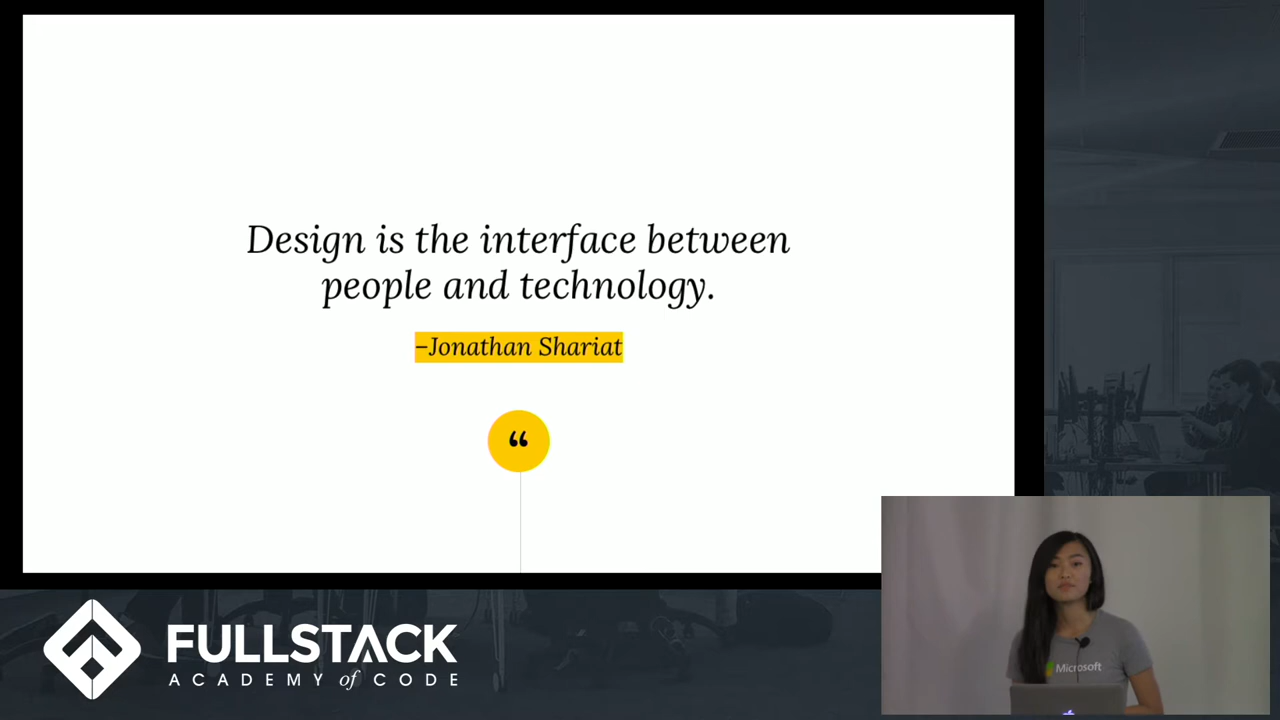 Design is the interface between
people and technology.
–Jonathan Shariat
“
FULLSTACK
ACADEMY of CODE
Microsoft